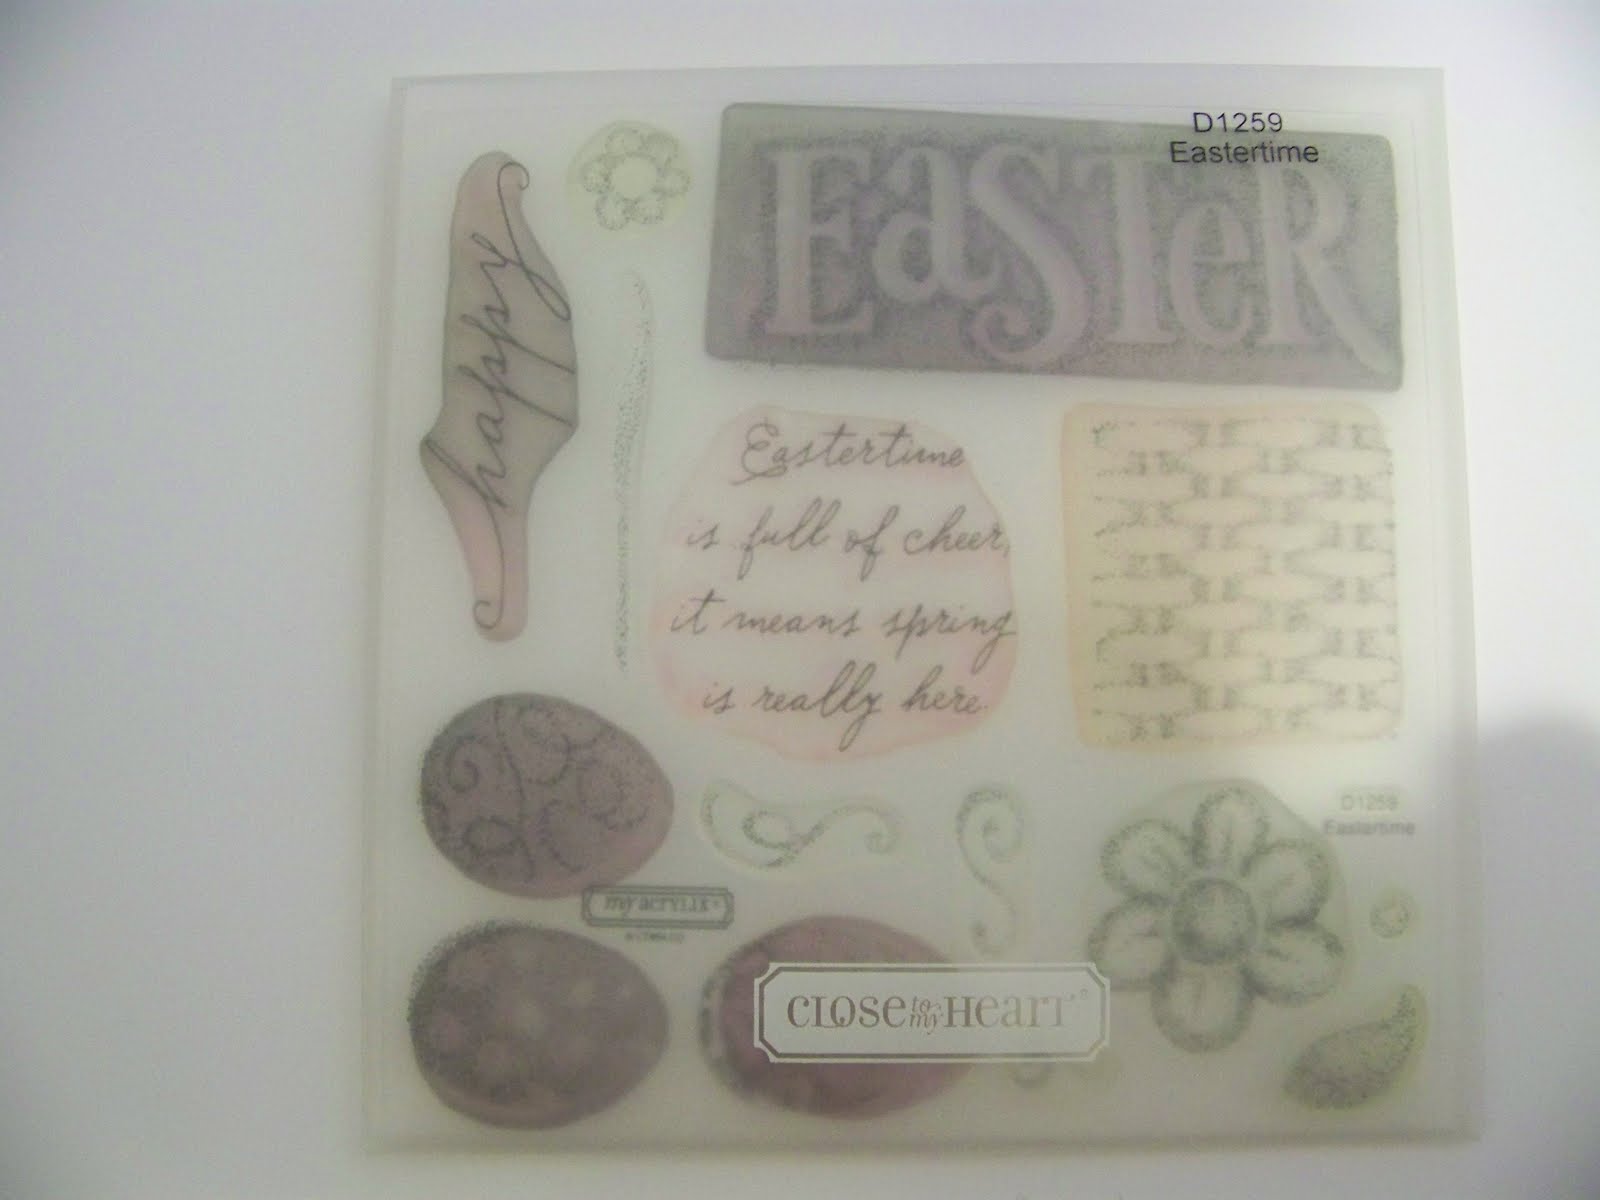 D1259
Eastertime
EaSTeR
happy
Eastertime
is full of cheer,
it means spring
is really here.
D1259
Eastertime
my acrylix®
CLOSE to my HEART®